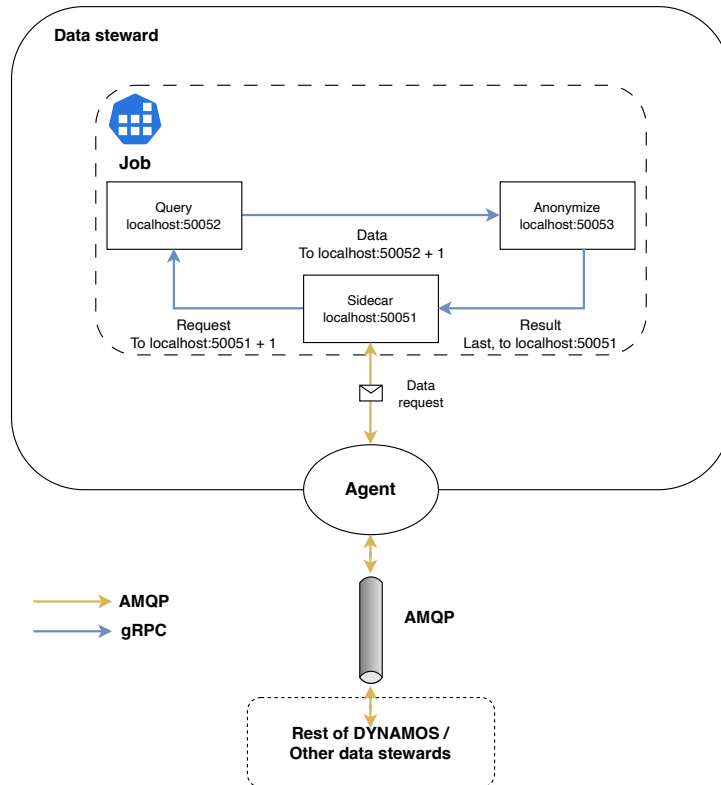 Data steward
Job
Query
localhost:50052
Anonymize
localhost:50053
Data
To localhost:50052 + 1
Sidecar
localhost:50051
Request
To localhost:50051 + 1
Result
Last, to localhost:50051
Data
request
Agent
AMQP
gRPC
AMQP
Rest of DYNAMOS /
Other data stewards